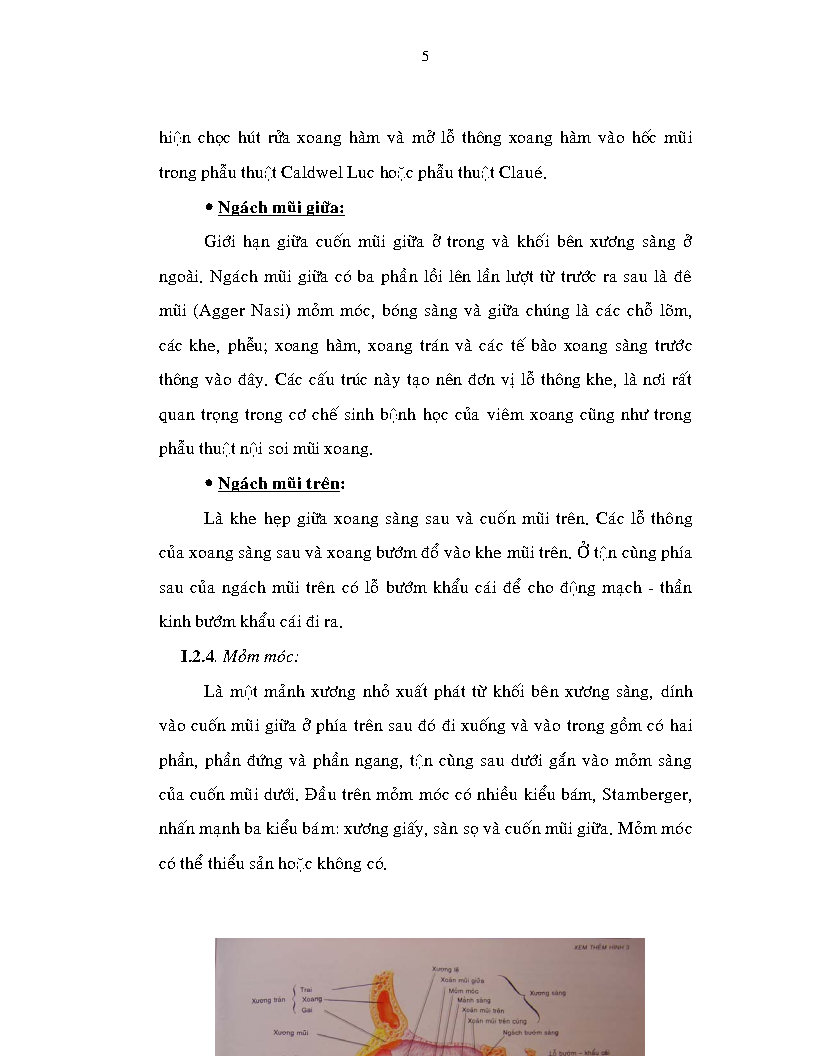 5
hiện chọc hút rửa xoang hàm và mở lỗ thông xoang hàm vào hốc mũi
trong phẫu thuật Caldwel Luc hoặc phẫu thuật Claué.
• Ngách mũi giữa:
Giới hạn giữa cuốn mũi giữa ở trong và khối bên xương sàng ở
ngoài. Ngách mũi giữa có ba phần lồi lên lần lượt từ trước ra sau là đê
mũi (Agger Nasi) mỏm móc, bóng sàng và giữa chúng là các chỗ lõm,
các khe, phễu; xoang hàm, xoang trán và các tế bào xoang sàng trước
thông vào đây. Các cấu trúc này tạo nên đơn vị lỗ thông khe, là nơi rất
quan trọng trong cơ chế sinh bệnh học của viêm xoang cũng như trong
phẫu thuật nội soi mũi xoang.
• Ngách mũi trên:
Là khe hẹp giữa xoang sàng sau và cuốn mũi trên. Các lỗ thông
của xoang sàng sau và xoang bướm đổ vào khe mũi trên. Ở tận cùng phía
sau của ngách mũi trên có lỗ bướm khẩu cái để cho động mạch - thần
kinh bướm khẩu cái đi ra.
I.2.4. Mỏm móc:
Là một mảnh xương nhỏ xuất phát từ khối bên xương sàng, dính
vào cuốn mũi giữa ở phía trên sau đó đi xuống và vào trong gồm có hai
phần, phần đứng và phần ngang, tận cùng sau dưới gắn vào mỏm sàng
của cuốn mũi dưới. Đầu trên mỏm móc có nhiều kiểu bám, Stamberger,
nhấn mạnh ba kiểu bám: xương giấy, sàn sọ và cuốn mũi giữa. Mỏm móc
có thể thiểu sản hoặc không có.
XEM THÊM HÌNH 3
Xương lệ
Xoăn mũi giữa
Mỏm móc
Mảnh sàng
Xoăn mũi trên
Xoăn mũi trên cùng
Xương sàng
Ngách bướm sàng
Xương trán
Trai
Xoang
Gai
Xương mũi
Lỗ bướm – khẩu cái